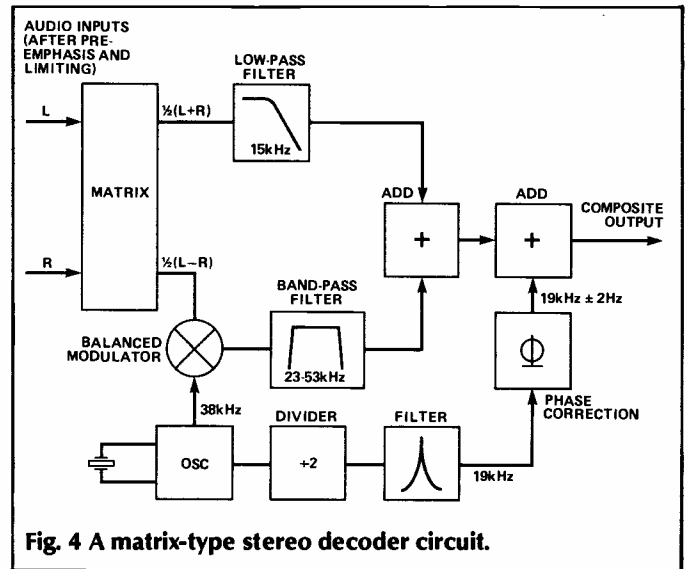 AUDIO INPUTS
(AFTER PRE-
EMPHASIS AND
LIMITING)
LOW-PASS
FILTER
L
½(L+R)
15kHz
MATRIX
ADD
ADD
COMPOSITE
OUTPUT
+
+
R
½(L−R)
BAND-PASS
FILTER
19kHz ± 2Hz
BALANCED
MODULATOR
23-53kHz
Φ
PHASE
CORRECTION
38kHz
DIVIDER
FILTER
OSC
÷2
19kHz
Fig. 4 A matrix-type stereo decoder circuit.